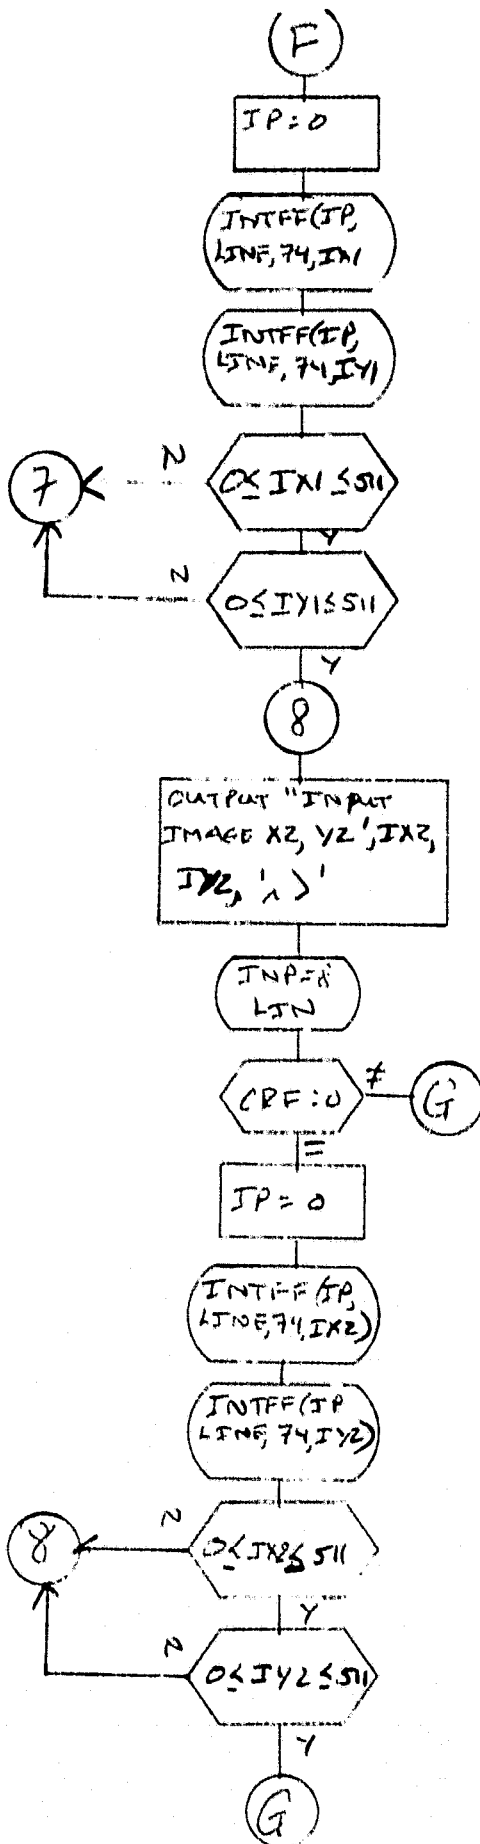 F
IP=0
INTFF(IP,
LINE,74,IX1
INTFF(IP,
LINE,74,IY1
0≤IX1≤511
N
7
Y
0≤IY1≤511
N
Y
8
OUTPUT "INPUT
IMAGE X2, Y2', IX2,
IY2, '^>'
LIN
CRF:0
≠
G
=
IP=0
INTFF(IP,
LINE,74,IX2)
INTFF(IP
LINE,74,IY2)
0≤IX2≤511
N
8
Y
0≤IY2≤511
N
Y
G